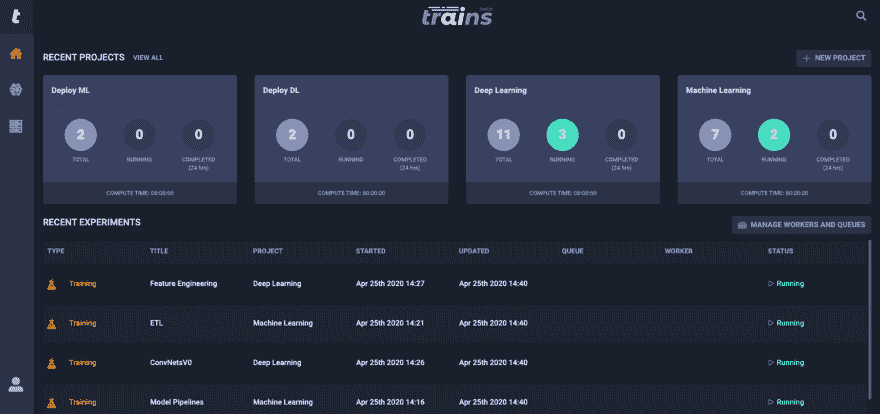 t
beta
trains
RECENT PROJECTS VIEW ALL
NEW PROJECT
Deploy ML
2 0 0
TOTAL RUNNING COMPLETED
(24 hrs)
COMPUTE TIME: 00:00:00
Deploy DL
2 0 0
TOTAL RUNNING COMPLETED
(24 hrs)
COMPUTE TIME: 00:00:00
Deep Learning
11 3 0
TOTAL RUNNING COMPLETED
(24 hrs)
COMPUTE TIME: 00:00:00
Machine Learning
7 2 0
TOTAL RUNNING COMPLETED
(24 hrs)
COMPUTE TIME: 00:00:00
RECENT EXPERIMENTS
MANAGE WORKERS AND QUEUES
TYPE TITLE PROJECT STARTED UPDATED QUEUE WORKER STATUS
Training Feature Engineering Deep Learning Apr 25th 2020 14:27 Apr 25th 2020 14:40 Running
Training ETL Machine Learning Apr 25th 2020 14:21 Apr 25th 2020 14:40 Running
Training ConvNetsV0 Deep Learning Apr 25th 2020 14:26 Apr 25th 2020 14:40 Running
Training Model Pipelines Machine Learning Apr 25th 2020 14:16 Apr 25th 2020 14:40 Running